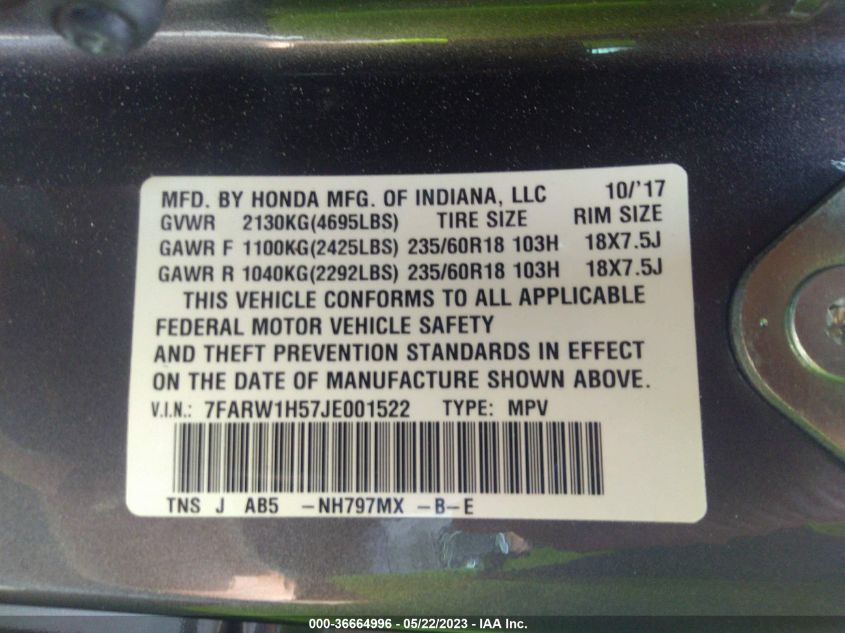 MFD. BY HONDA MFG. OF INDIANA, LLC 10/'17
GVWR 2130KG(4695LBS) TIRE SIZE RIM SIZE
GAWR F 1100KG(2425LBS) 235/60R18 103H 18X7.5J
GAWR R 1040KG(2292LBS) 235/60R18 103H 18X7.5J
THIS VEHICLE CONFORMS TO ALL APPLICABLE
FEDERAL MOTOR VEHICLE SAFETY
AND THEFT PREVENTION STANDARDS IN EFFECT
ON THE DATE OF MANUFACTURE SHOWN ABOVE.
V.I.N.: 7FARW1H57JE001522 TYPE: MPV
TNS J AB5 -NH797MX -B-E
000-36664996 - 05/22/2023 - IAA Inc.